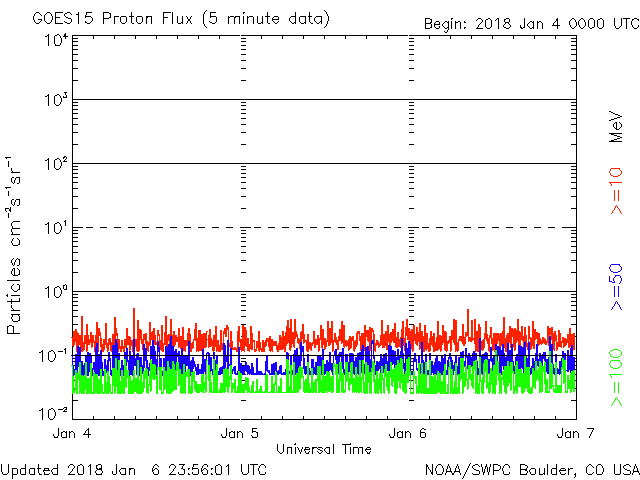 GOES15 Proton Flux (5 minute data)
Begin: 2018 Jan 4 0000 UTC
10⁴
10³
10²
10¹
10⁰
10⁻¹
10⁻²
Particles cm⁻²s⁻¹sr⁻¹
Jan 4
Jan 5
Jan 6
Jan 7
Universal Time
MeV
>=10
>=50
>=100
Updated 2018 Jan 6 23:56:01 UTC
NOAA/SWPC Boulder, CO USA